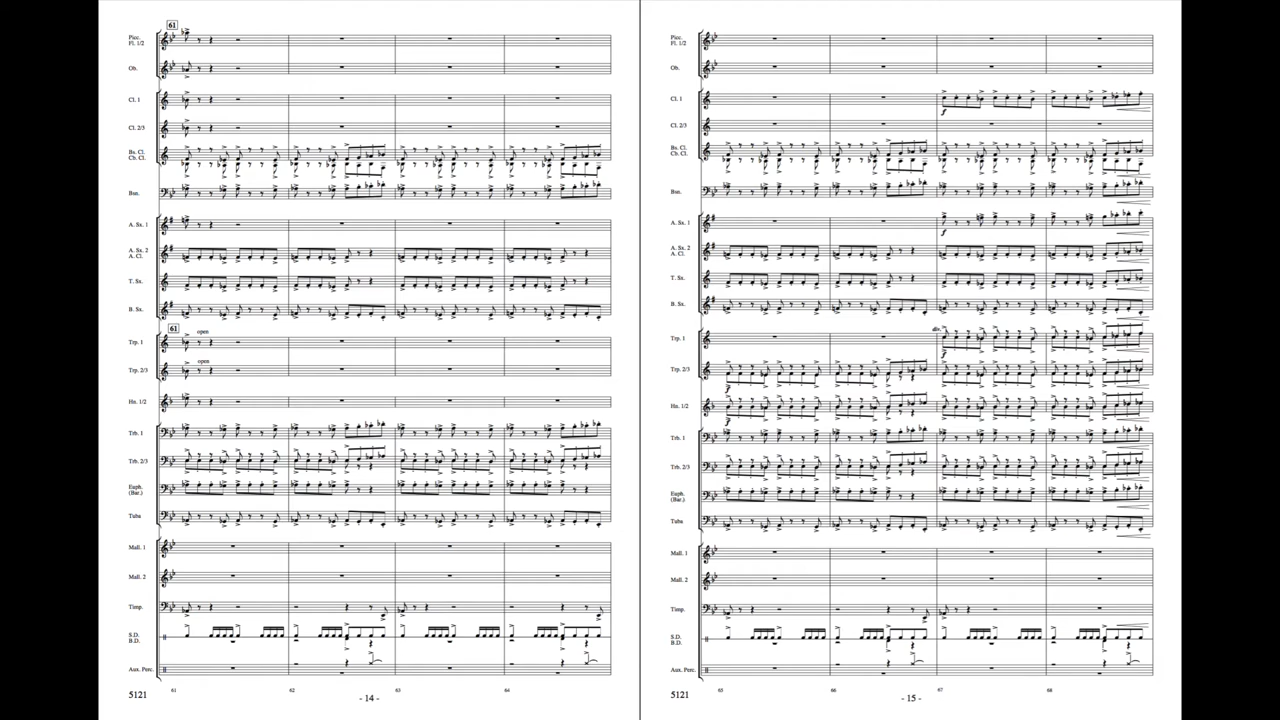 61
Picc.
Fl. 1/2
Ob.
Cl. 1
Cl. 2/3
Bs. Cl.
Cb. Cl.
Bsn.
A. Sx. 1
A. Sx. 2
A. Cl.
T. Sx.
B. Sx.
61
open
Trp. 1
open
Trp. 2/3
Hn. 1/2
Trb. 1
Trb. 2/3
Euph.
(Bar.)
Tuba
Mall. 1
Mall. 2
Timp.
S.D.
B.D.
Aux. Perc.
61 62 63 64
5121
- 14 -
Picc.
Fl. 1/2
Ob.
Cl. 1
f
Cl. 2/3
Bs. Cl.
Cb. Cl.
Bsn.
A. Sx. 1
f
A. Sx. 2
A. Cl.
T. Sx.
B. Sx.
div.
Trp. 1
f
Trp. 2/3
f
Hn. 1/2
f
Trb. 1
Trb. 2/3
Euph.
(Bar.)
Tuba
Mall. 1
Mall. 2
Timp.
S.D.
B.D.
Aux. Perc.
65 66 67 68
5121
- 15 -